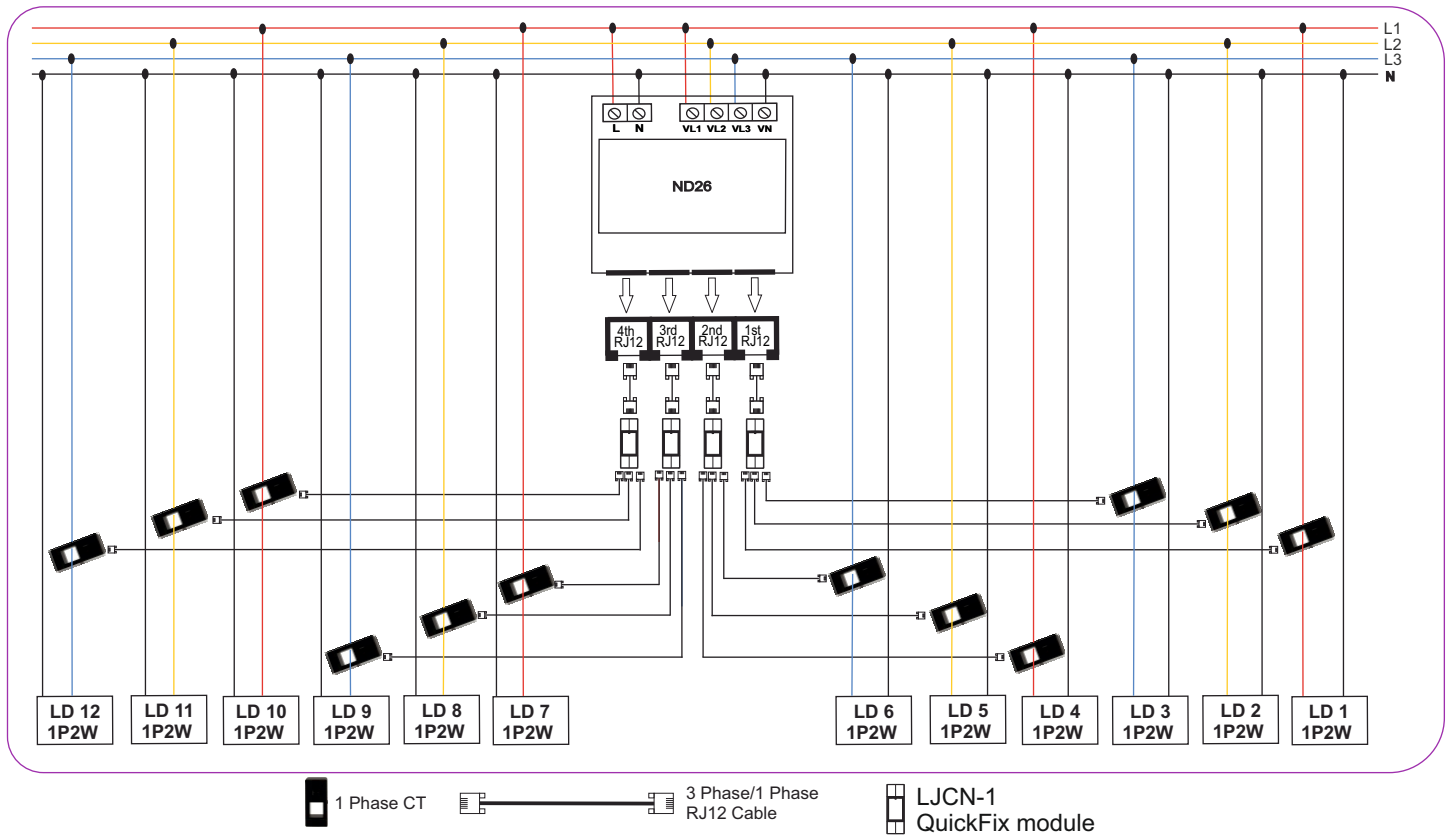 L1
L2
L3
N
L N VL1 VL2 VL3 VN
ND26
4th 3rd 2nd 1st
RJ12 RJ12 RJ12 RJ12
LD 12 LD 11 LD 10 LD 9 LD 8 LD 7 LD 6 LD 5 LD 4 LD 3 LD 2 LD 1
1P2W 1P2W 1P2W 1P2W 1P2W 1P2W 1P2W 1P2W 1P2W 1P2W 1P2W 1P2W
1 Phase CT
3 Phase/1 Phase
RJ12 Cable
LJCN-1
QuickFix module